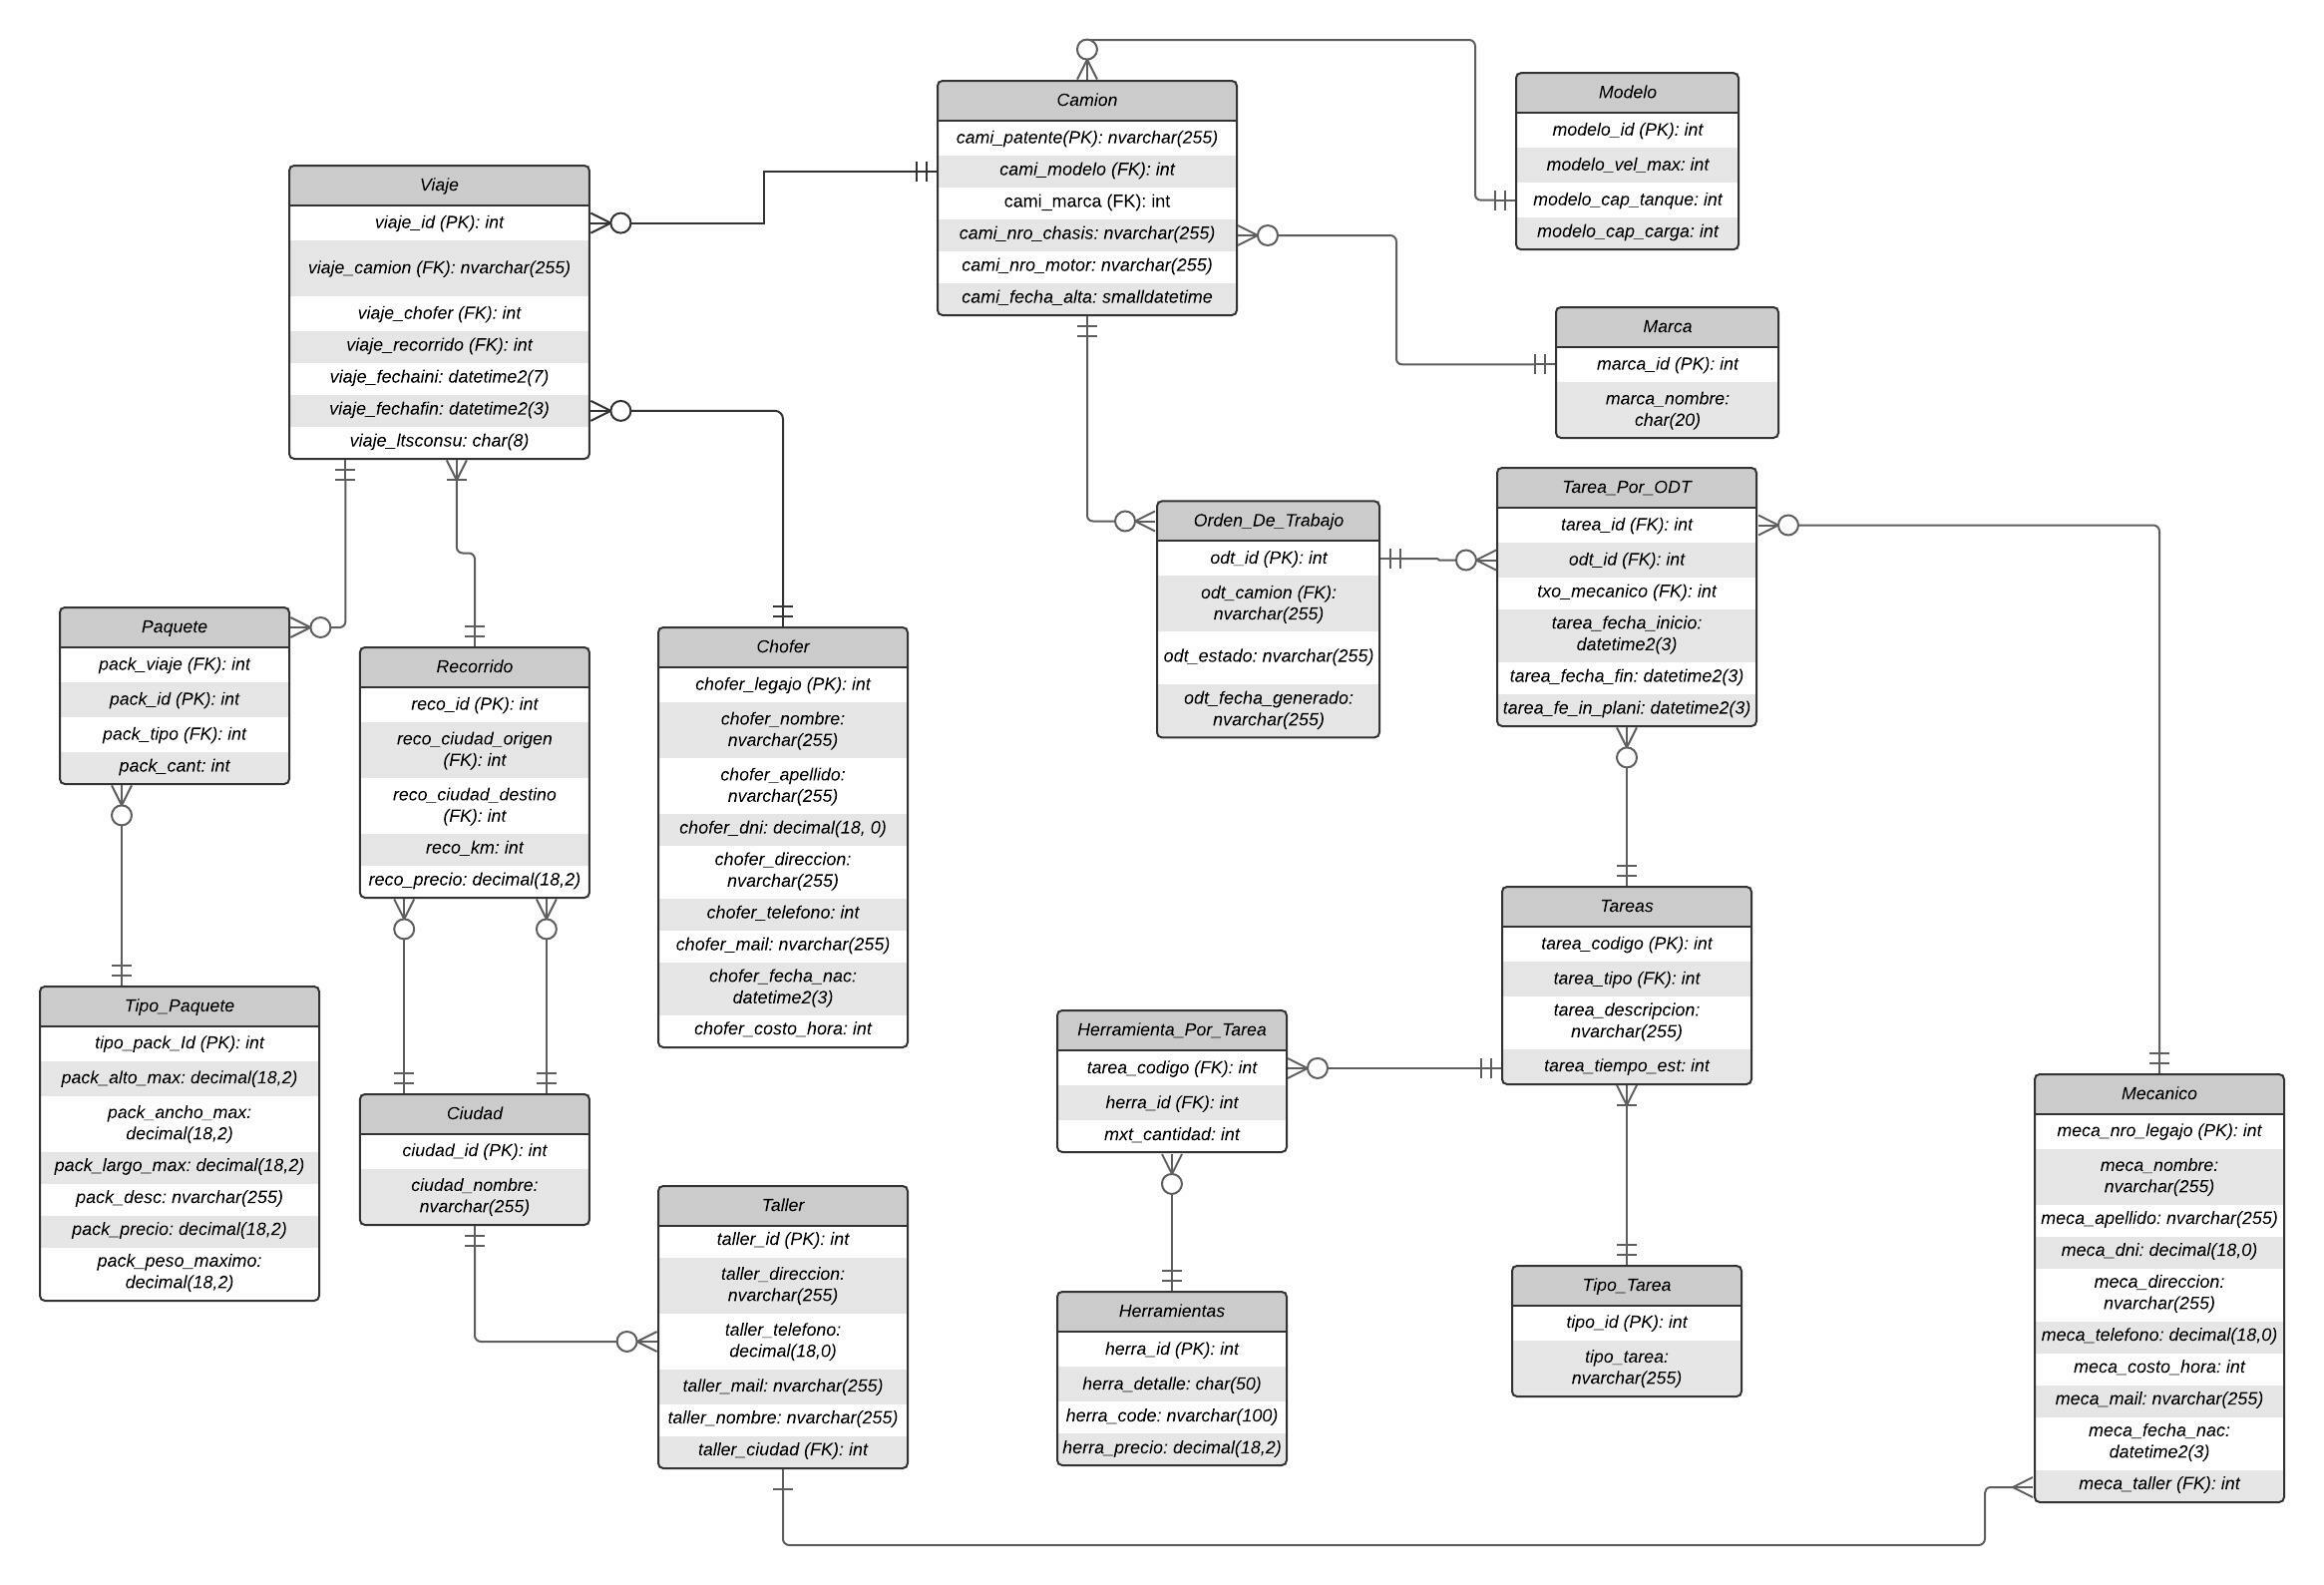 Camion
cami_patente(PK): nvarchar(255)
cami_modelo (FK): int
cami_marca (FK): int
cami_nro_chasis: nvarchar(255)
cami_nro_motor: nvarchar(255)
cami_fecha_alta: smalldatetime
Modelo
modelo_id (PK): int
modelo_vel_max: int
modelo_cap_tanque: int
modelo_cap_carga: int
Viaje
viaje_id (PK): int
viaje_camion (FK): nvarchar(255)
viaje_chofer (FK): int
viaje_recorrido (FK): int
viaje_fechaini: datetime2(7)
viaje_fechafin: datetime2(3)
viaje_ltsconsu: char(8)
Marca
marca_id (PK): int
marca_nombre:
char(20)
Orden_De_Trabajo
odt_id (PK): int
odt_camion (FK):
nvarchar(255)
odt_estado: nvarchar(255)
odt_fecha_generado:
nvarchar(255)
Tarea_Por_ODT
tarea_id (FK): int
odt_id (FK): int
txo_mecanico (FK): int
tarea_fecha_inicio:
datetime2(3)
tarea_fecha_fin: datetime2(3)
tarea_fe_in_plani: datetime2(3)
Paquete
pack_viaje (FK): int
pack_id (PK): int
pack_tipo (FK): int
pack_cant: int
Recorrido
reco_id (PK): int
reco_ciudad_origen
(FK): int
reco_ciudad_destino
(FK): int
reco_km: int
reco_precio: decimal(18,2)
Chofer
chofer_legajo (PK): int
chofer_nombre:
nvarchar(255)
chofer_apellido:
nvarchar(255)
chofer_dni: decimal(18, 0)
chofer_direccion:
nvarchar(255)
chofer_telefono: int
chofer_mail: nvarchar(255)
chofer_fecha_nac:
datetime2(3)
chofer_costo_hora: int
Tareas
tarea_codigo (PK): int
tarea_tipo (FK): int
tarea_descripcion:
nvarchar(255)
tarea_tiempo_est: int
Tipo_Paquete
tipo_pack_Id (PK): int
pack_alto_max: decimal(18,2)
pack_ancho_max:
decimal(18,2)
pack_largo_max: decimal(18,2)
pack_desc: nvarchar(255)
pack_precio: decimal(18,2)
pack_peso_maximo:
decimal(18,2)
Ciudad
ciudad_id (PK): int
ciudad_nombre:
nvarchar(255)
Herramienta_Por_Tarea
tarea_codigo (FK): int
herra_id (FK): int
mxt_cantidad: int
Mecanico
meca_nro_legajo (PK): int
meca_nombre:
nvarchar(255)
meca_apellido: nvarchar(255)
meca_dni: decimal(18,0)
meca_direccion:
nvarchar(255)
meca_telefono: decimal(18,0)
meca_costo_hora: int
meca_mail: nvarchar(255)
meca_fecha_nac:
datetime2(3)
meca_taller (FK): int
Taller
taller_id (PK): int
taller_direccion:
nvarchar(255)
taller_telefono:
decimal(18,0)
taller_mail: nvarchar(255)
taller_nombre: nvarchar(255)
taller_ciudad (FK): int
Herramientas
herra_id (PK): int
herra_detalle: char(50)
herra_code: nvarchar(100)
herra_precio: decimal(18,2)
Tipo_Tarea
tipo_id (PK): int
tipo_tarea:
nvarchar(255)